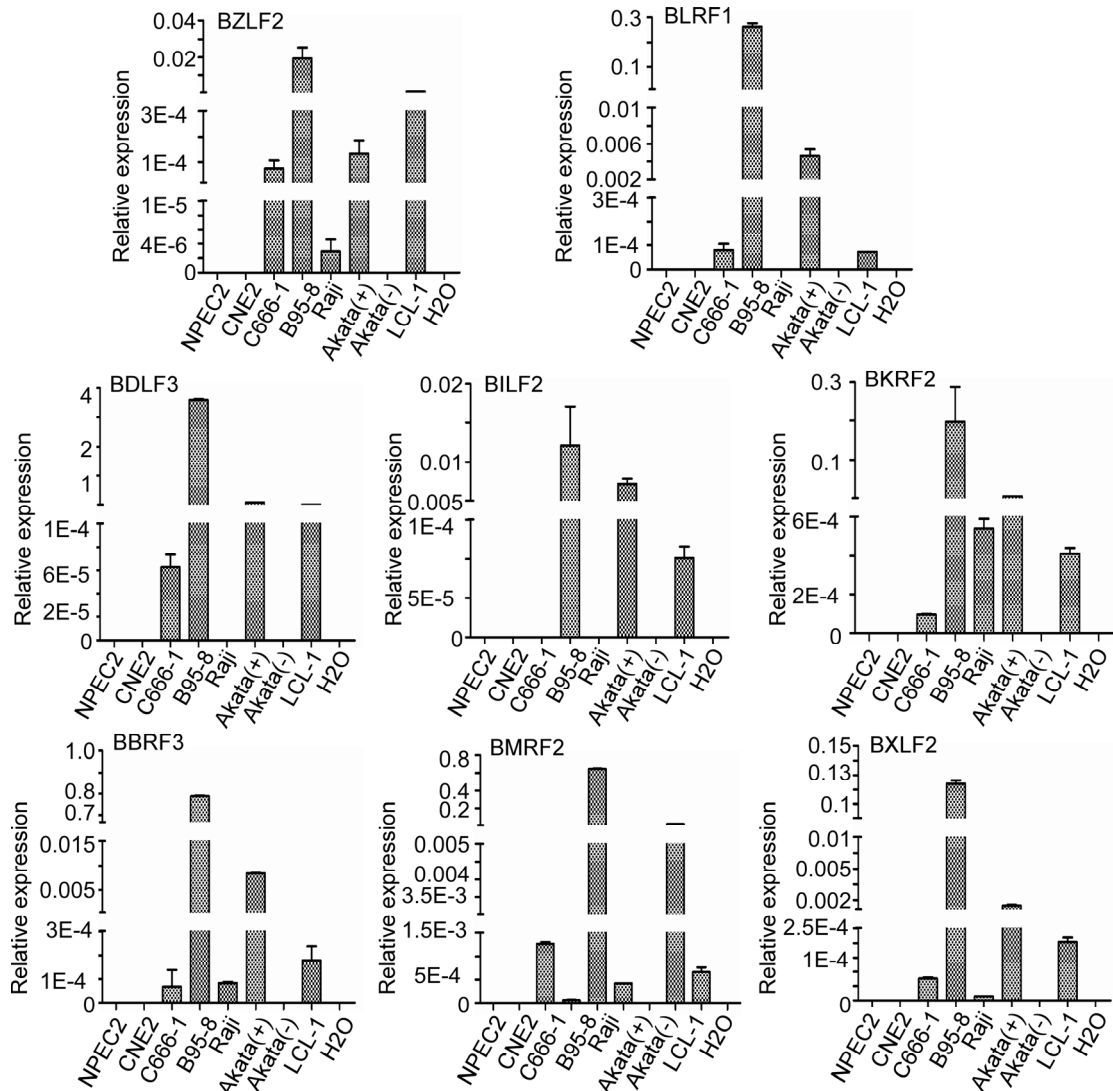 BZLF2
Relative expression
0.04
0.02
3E-4
1E-4
1E-5
4E-6
0
NPEC2
CNE2
C666-1
B95-8
Raji
Akata(+)
Akata(-)
LCL-1
H2O
BLRF1
Relative expression
0.3
0.1
0.01
0.006
0.002
3E-4
1E-4
0
NPEC2
CNE2
C666-1
B95-8
Raji
Akata(+)
Akata(-)
LCL-1
H2O
BDLF3
Relative expression
4
2
1
1E-4
6E-5
2E-5
0
NPEC2
CNE2
C666-1
B95-8
Raji
Akata(+)
Akata(-)
LCL-1
H2O
BILF2
Relative expression
0.02
0.01
0.005
1E-4
5E-5
0
NPEC2
CNE2
C666-1
B95-8
Raji
Akata(+)
Akata(-)
LCL-1
H2O
BKRF2
Relative expression
0.3
0.1
6E-4
2E-4
0
NPEC2
CNE2
C666-1
B95-8
Raji
Akata(+)
Akata(-)
LCL-1
H2O
BBRF3
Relative expression
1.0
0.8
0.7
0.015
0.005
3E-4
1E-4
0
NPEC2
CNE2
C666-1
B95-8
Raji
Akata(+)
Akata(-)
LCL-1
H2O
BMRF2
Relative expression
0.8
0.6
0.4
0.2
0.005
0.004
3.5E-3
1.5E-3
5E-4
0
NPEC2
CNE2
C666-1
B95-8
Raji
Akata(+)
Akata(-)
LCL-1
H2O
BXLF2
Relative expression
0.15
0.13
0.1
0.01
0.005
0.002
2.5E-4
1E-4
0
NPEC2
CNE2
C666-1
B95-8
Raji
Akata(+)
Akata(-)
LCL-1
H2O